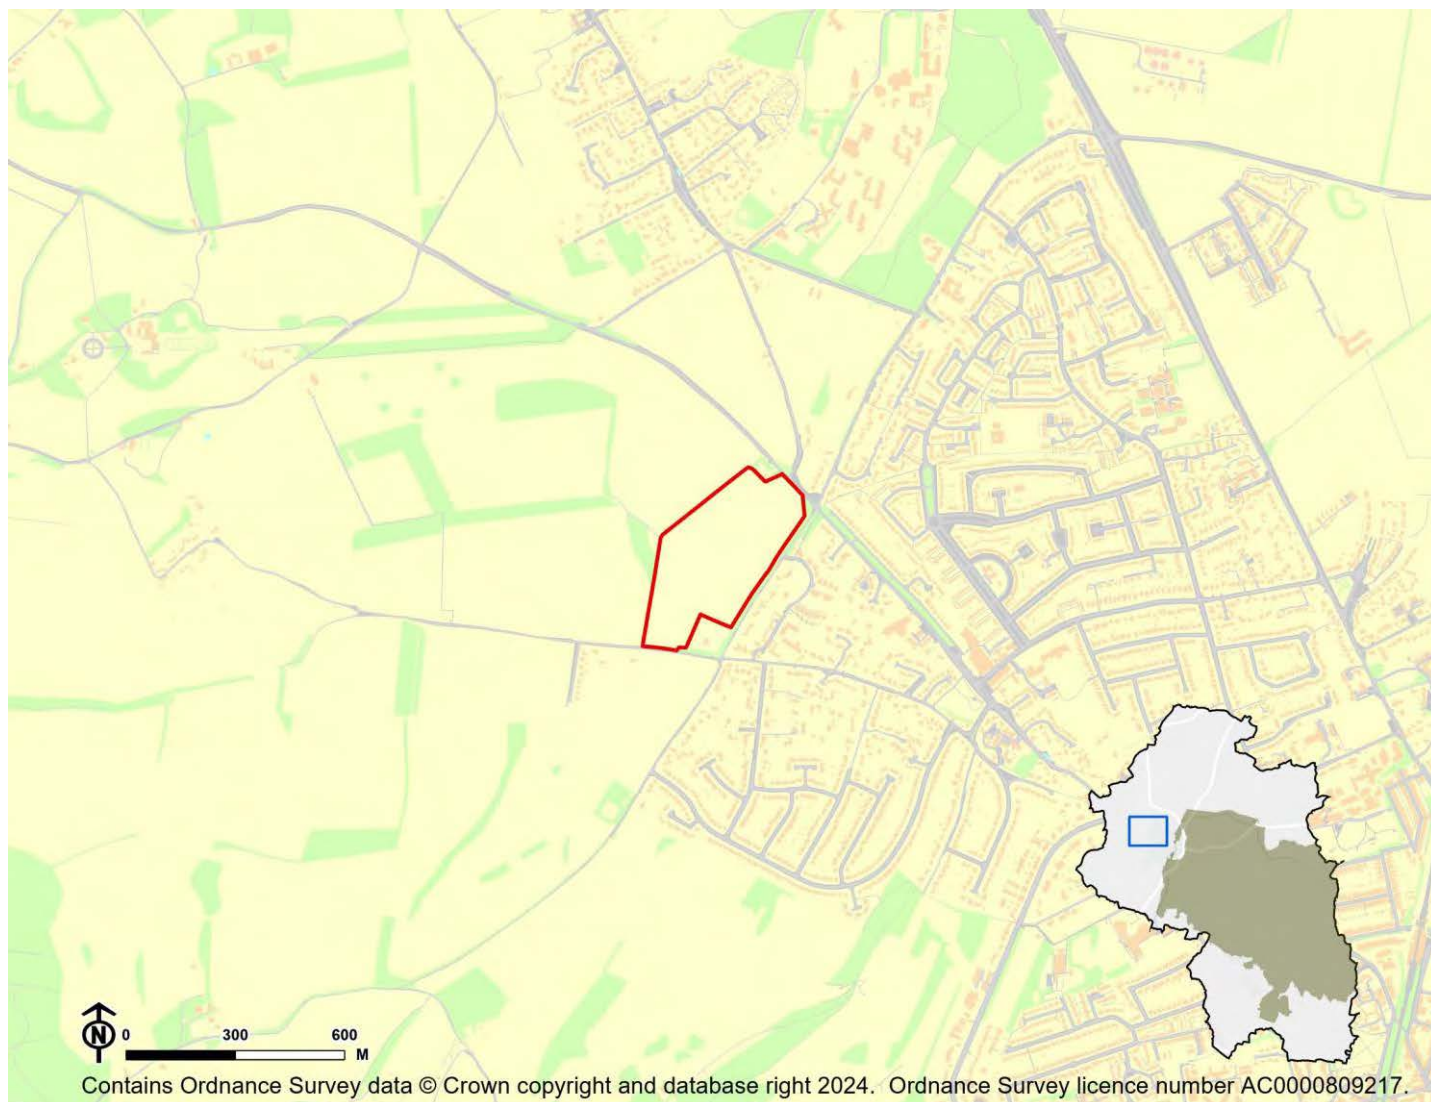 N
0 300 600
M
Contains Ordnance Survey data © Crown copyright and database right 2024. Ordnance Survey licence number AC0000809217.